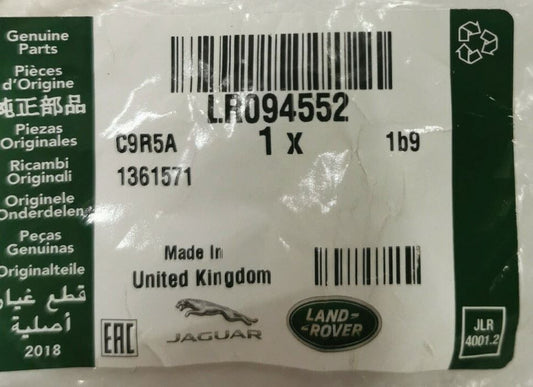 Genuine
Parts
Pièces
d'Origine
純正部品
Piezas
Originales
Ricambi
Originali
Originele
Onderdelen
Peças
Genuinas
Originalteile
قطع غيار
أصلية
2018
LR094552
C9R5A
1 X
1b9
1361571
Made In
United Kingdom
EAC
JAGUAR
LAND-
-ROVER
JLR
4001.2